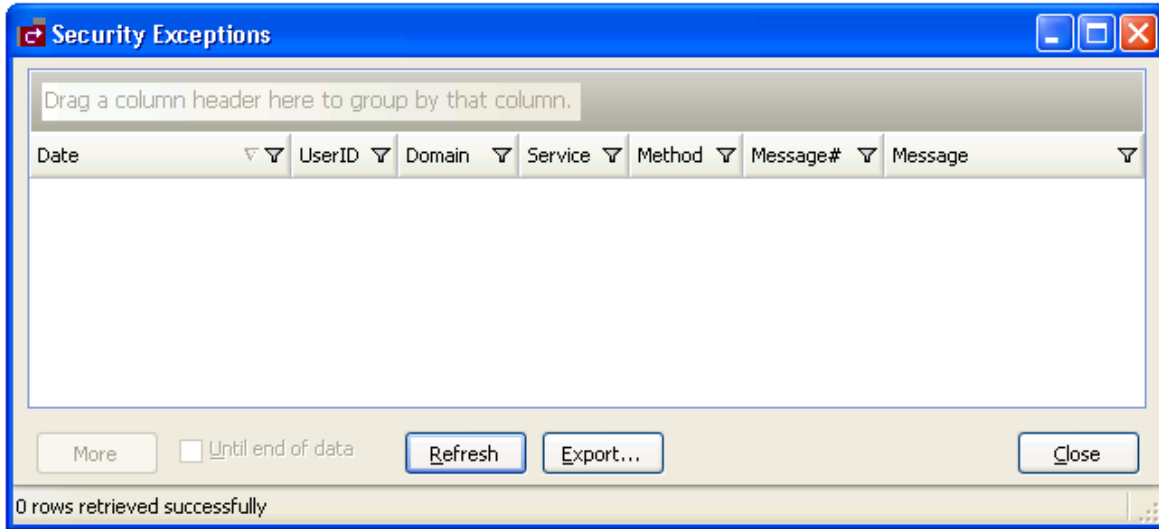 Security Exceptions
Drag a column header here to group by that column.
Date UserID Domain Service Method Message# Message
More Until end of data Refresh Export... Close
0 rows retrieved successfully